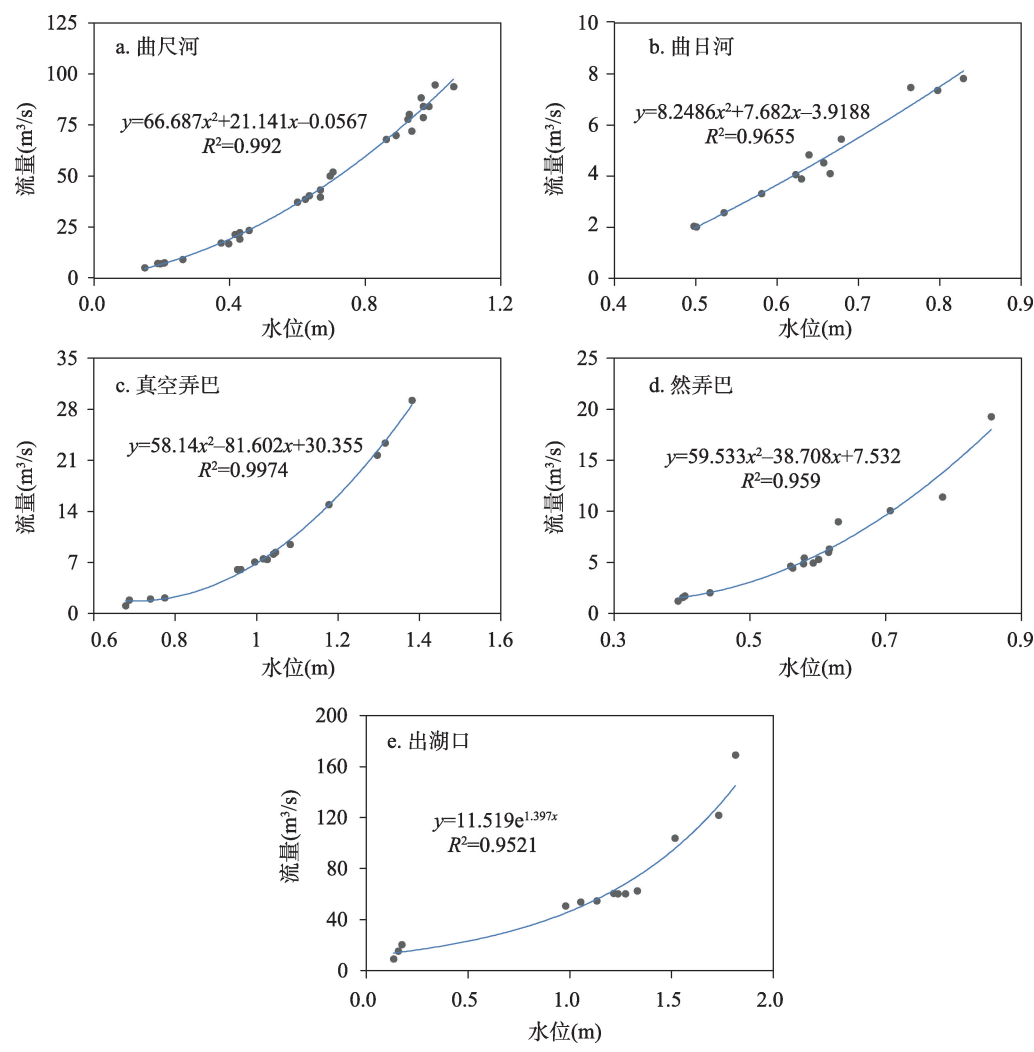 a. 曲尺河
y=66.687x²+21.141x–0.0567
R²=0.992
流量(m³/s)
125
100
75
50
25
0
0.0 0.4 0.8 1.2
水位(m)
b. 曲日河
y=8.2486x²+7.682x–3.9188
R²=0.9655
流量(m³/s)
10
8
6
4
2
0
0.4 0.5 0.6 0.7 0.8 0.9
水位(m)
c. 真空弄巴
y=58.14x²–81.602x+30.355
R²=0.9974
流量(m³/s)
35
28
21
14
7
0
0.6 0.8 1 1.2 1.4 1.6
水位(m)
d. 然弄巴
y=59.533x²–38.708x+7.532
R²=0.959
流量(m³/s)
25
20
15
10
5
0
0.3 0.5 0.7 0.9
水位(m)
e. 出湖口
y=11.519e¹·³⁹⁷ˣ
R²=0.9521
流量(m³/s)
200
160
120
80
40
0
0.0 0.5 1.0 1.5 2.0
水位(m)